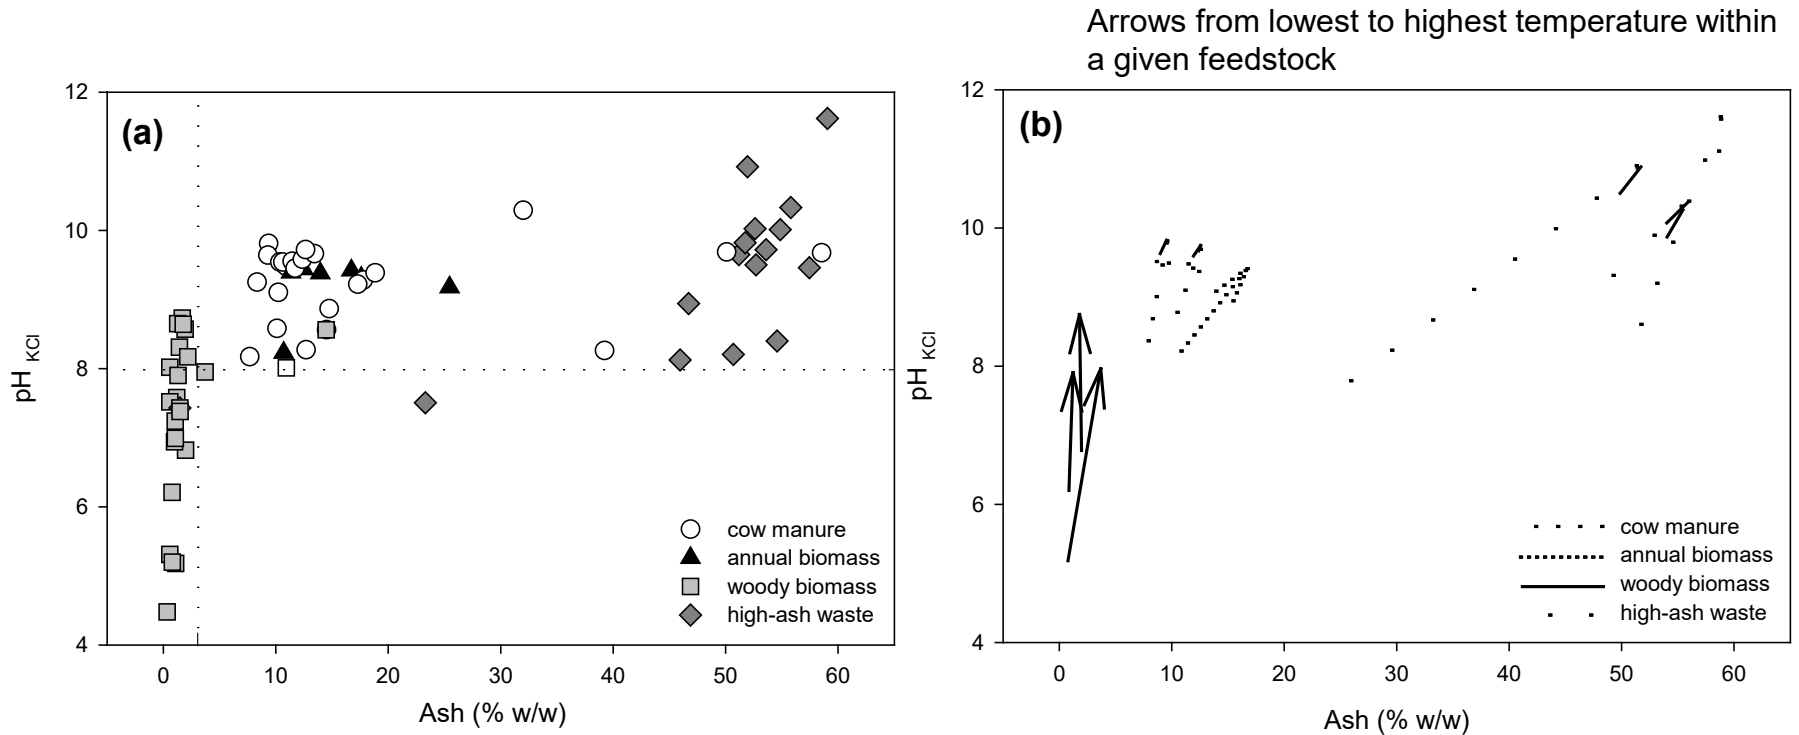 Arrows from lowest to highest temperature within
a given feedstock
(a)
12
10
8
6
4
pH KCl
0 10 20 30 40 50 60
Ash (% w/w)
cow manure
annual biomass
woody biomass
high-ash waste
(b)
12
10
8
6
4
pH KCl
0 10 20 30 40 50 60
Ash (% w/w)
cow manure
annual biomass
woody biomass
high-ash waste